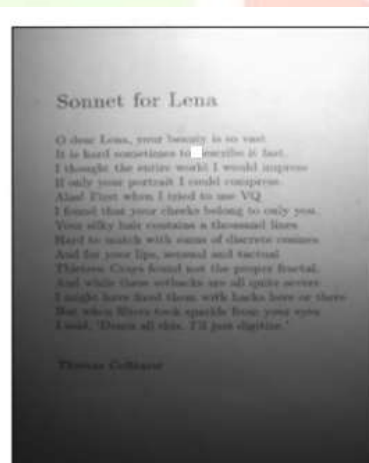 Sonnet for Lena
O dear Lena, your beauty is so vast
It is hard sometimes to describe it fast.
I thought the entire world I would impress
If only your portrait I could compress.
Alas! First when I tried to use VQ
I found that your cheeks belong to only you.
Your silky hair contains a thousand lines
Hard to match with sums of discrete cosines.
And for your lips, sensual and tactual
Thirteen Crays found not the proper fractal.
And while these setbacks are all quite severe
I might have fixed them with hacks here or there
But when filters took sparkle from your eyes
I said, 'Damn all this. I'll just digitize.'
Thomas Colthurst